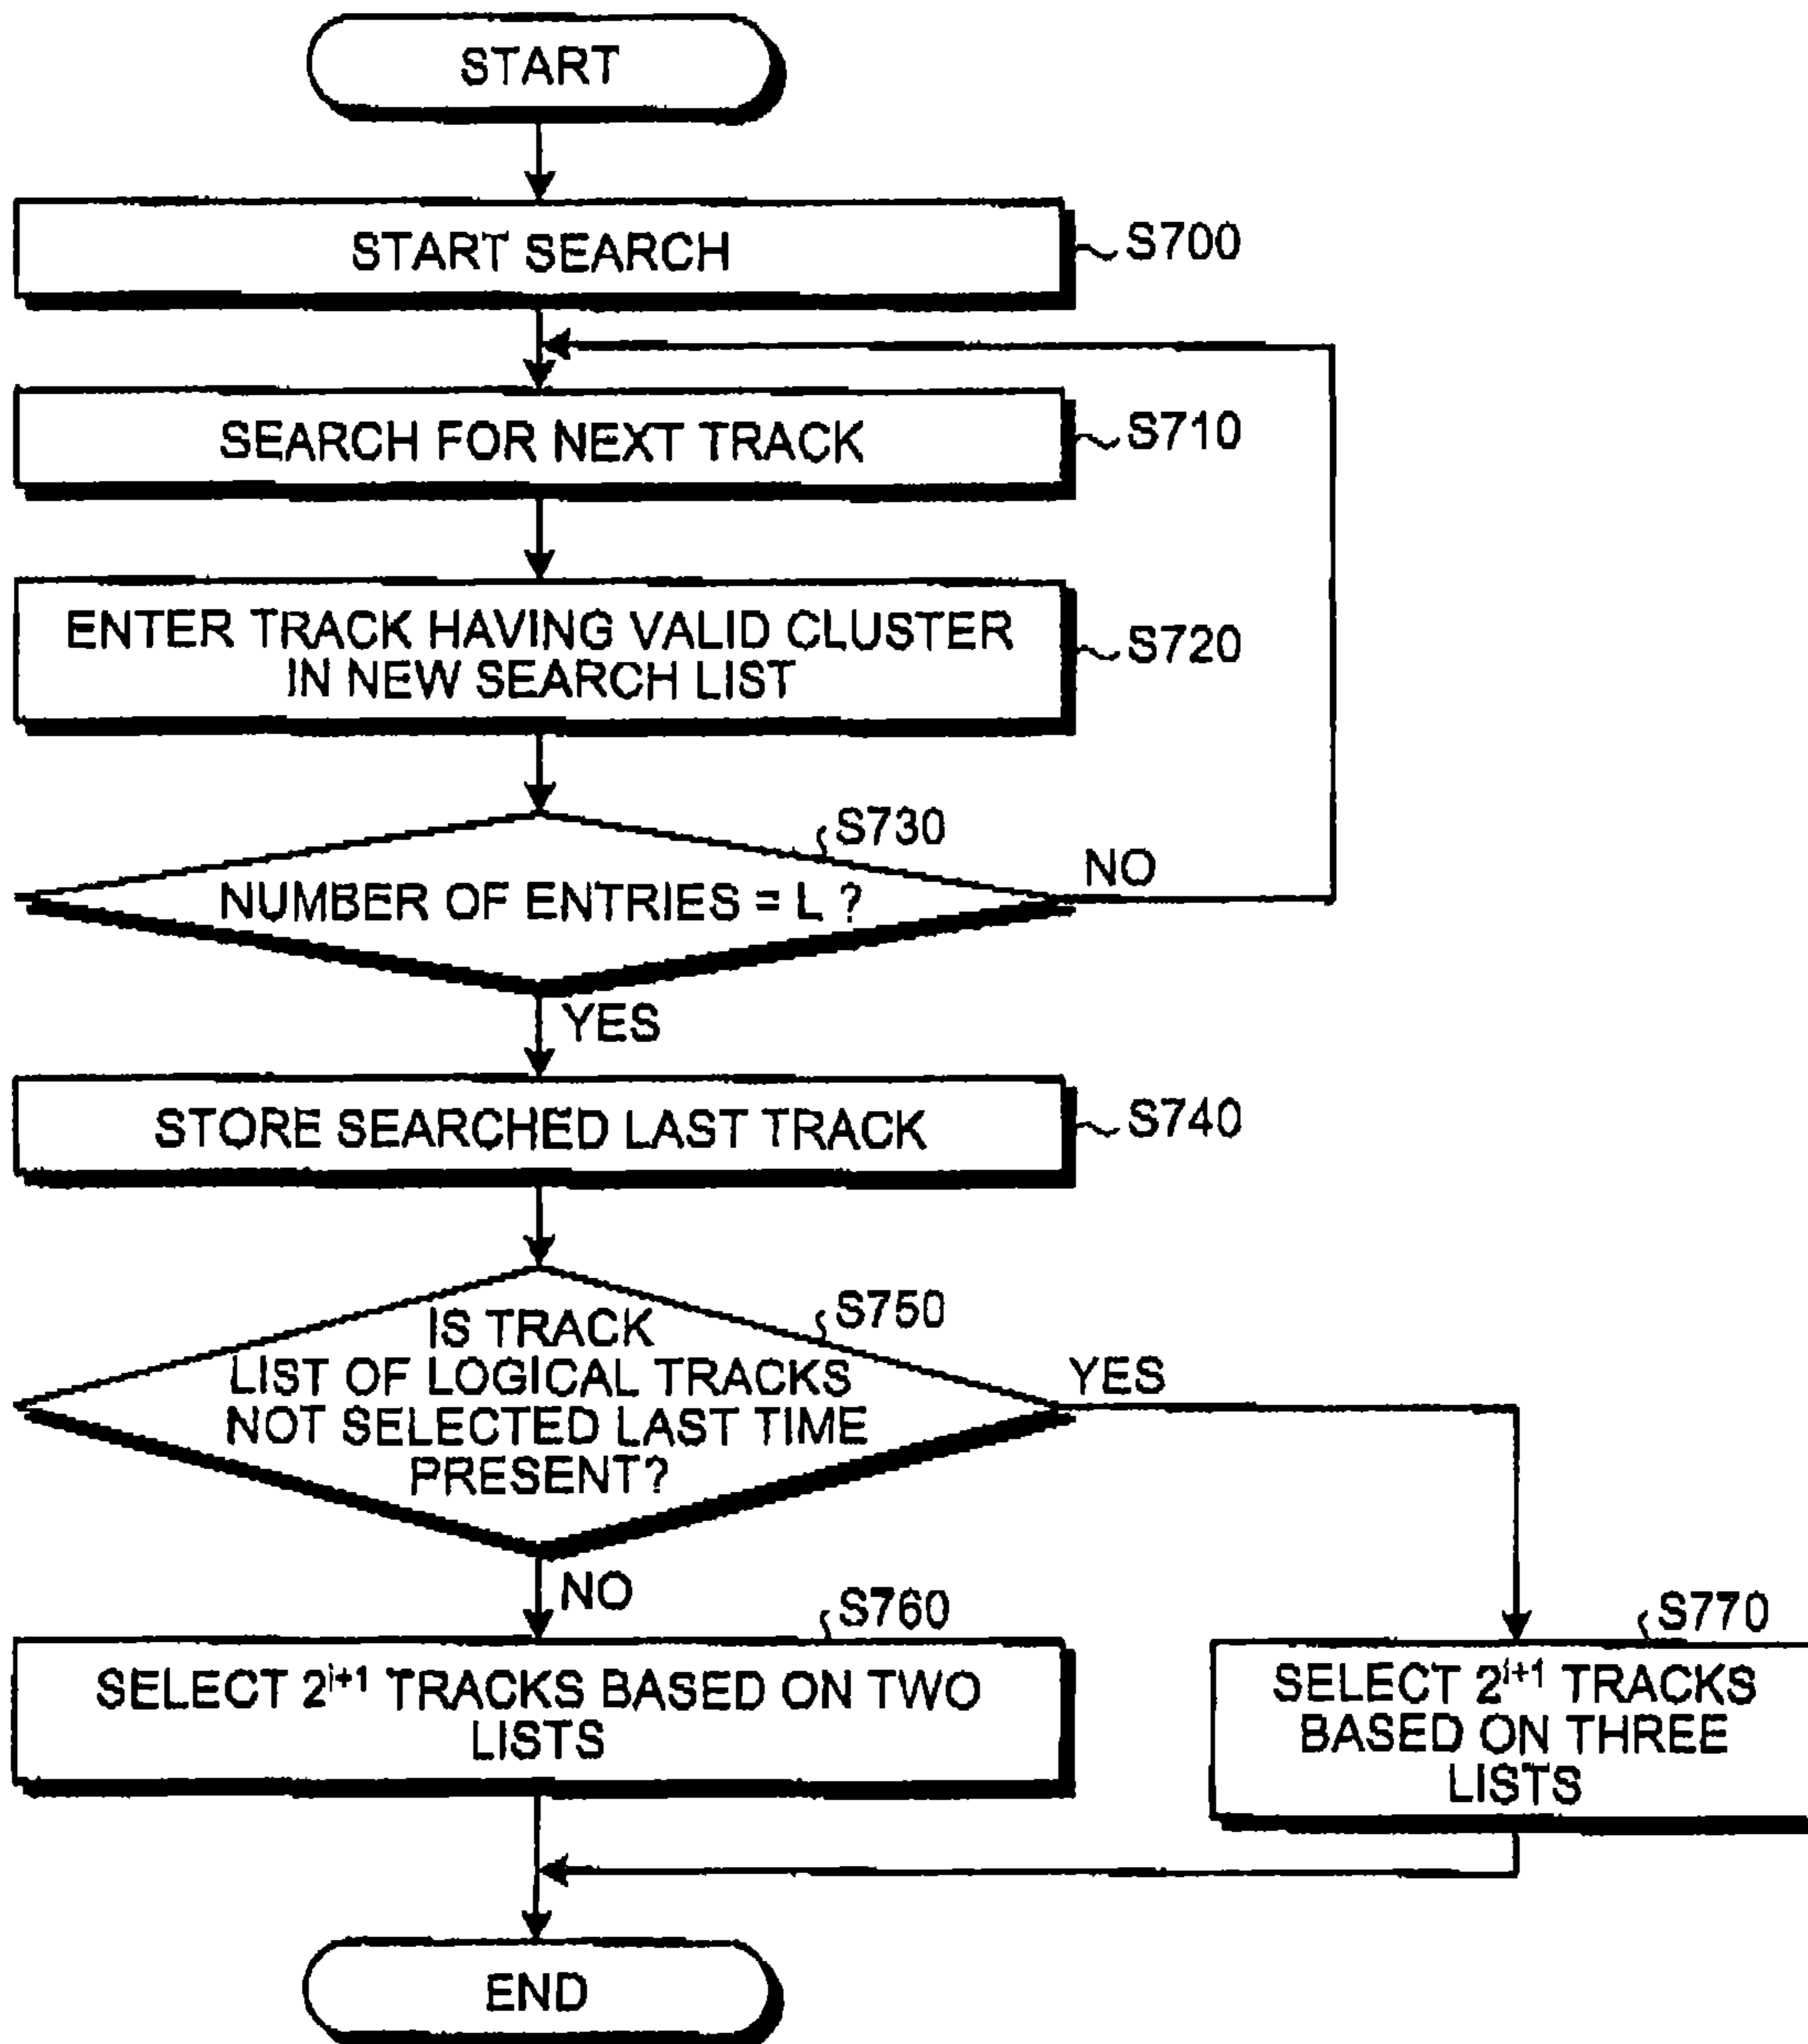 START
START SEARCH
S700
SEARCH FOR NEXT TRACK
S710
ENTER TRACK HAVING VALID CLUSTER
IN NEW SEARCH LIST
S720
S730
NUMBER OF ENTRIES = L ?
NO
YES
STORE SEARCHED LAST TRACK
S740
S750
IS TRACK
LIST OF LOGICAL TRACKS
NOT SELECTED LAST TIME
PRESENT?
YES
NO
S760
SELECT 2^{i+1} TRACKS BASED ON TWO
LISTS
S770
SELECT 2^{i+1} TRACKS
BASED ON THREE
LISTS
END